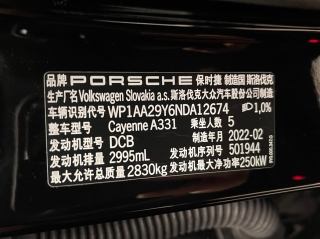 品牌 PORSCHE 保时捷 制造国 斯洛伐克
生产厂名 Volkswagen Slovakia a.s. 斯洛伐克大众汽车股份公司
车辆识别代号 WP1AA29Y6NDA12674 1,0%
整车型号 Cayenne A331 乘坐人数 5
发动机型号 DCB 制造年月 2022-02
发动机排量 2995mL 发动机序列号 501944
最大允许总质量 2830kg 发动机最大净功率 250kW